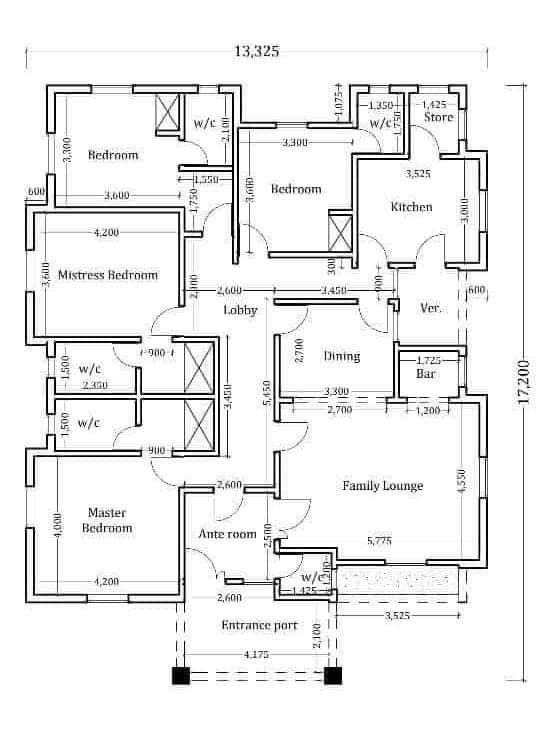 13,325
1,075
w/c
2,100
3,300
Bedroom
3,600
1,350
w/c
1,750
1,425
Store
3,300
1,550
1,750
3,600
Bedroom
3,525
Kitchen
3,000
600
4,200
3,600
Mistress Bedroom
2,100
2,600
Lobby
300
3,450
900
600
Ver.
17,200
1,500
w/c
2,350
900
2,700
Dining
3,300
1,725
Bar
1,500
w/c
3,450
5,450
2,700
1,200
900
2,600
Family Lounge
4,550
5,775
Master
Bedroom
4,000
4,200
Ante room
2,500
w/c
1,200
1,425
2,600
3,525
Entrance port
2,100
4,175